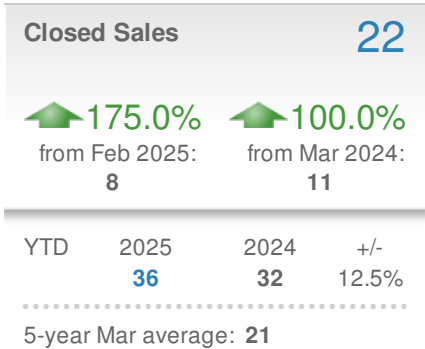 Closed Sales 22
175.0% 100.0%
from Feb 2025: from Mar 2024:
8 11
YTD 2025 2024 +/-
36 32 12.5%
5-year Mar average: 21